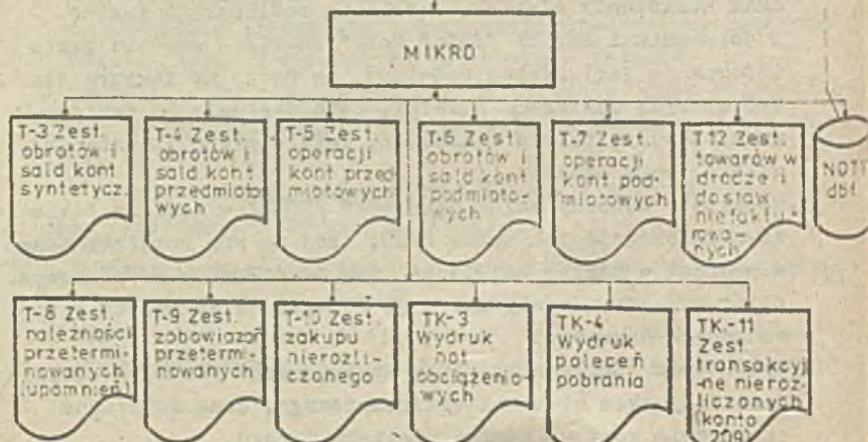 MIKRO
T-3 Zest.
obrotów i
sald kont
syntetycz.
T-4 Zest.
obrotów i
sald kont
przedmioto
wych
T-5 Zest.
operacji
kont przed
miotowych
T-6 Zest.
obrotów i
sald kont
podmioto-
wych
T-7 Zest.
operacji
kont pod-
miotowych
T12 Zest.
towarów w
drodze i
dostaw
niefaktu-
rowa-
nych
NOTI
dbf.
T-8 Zest.
należności
przetermi-
nowanych
(upomnień)
T-9 Zest.
zobowiązań
przetermi-
nowanych
T-10 Zest.
zakupu
nierozli-
czonego
TK-3
Wydruk
not
obciążenio-
wych
TK-4
Wydruk
poleceń
pobrania
TK-11
Zest
transakcyj
-ne nieroz-
liczonych
(konto
209)